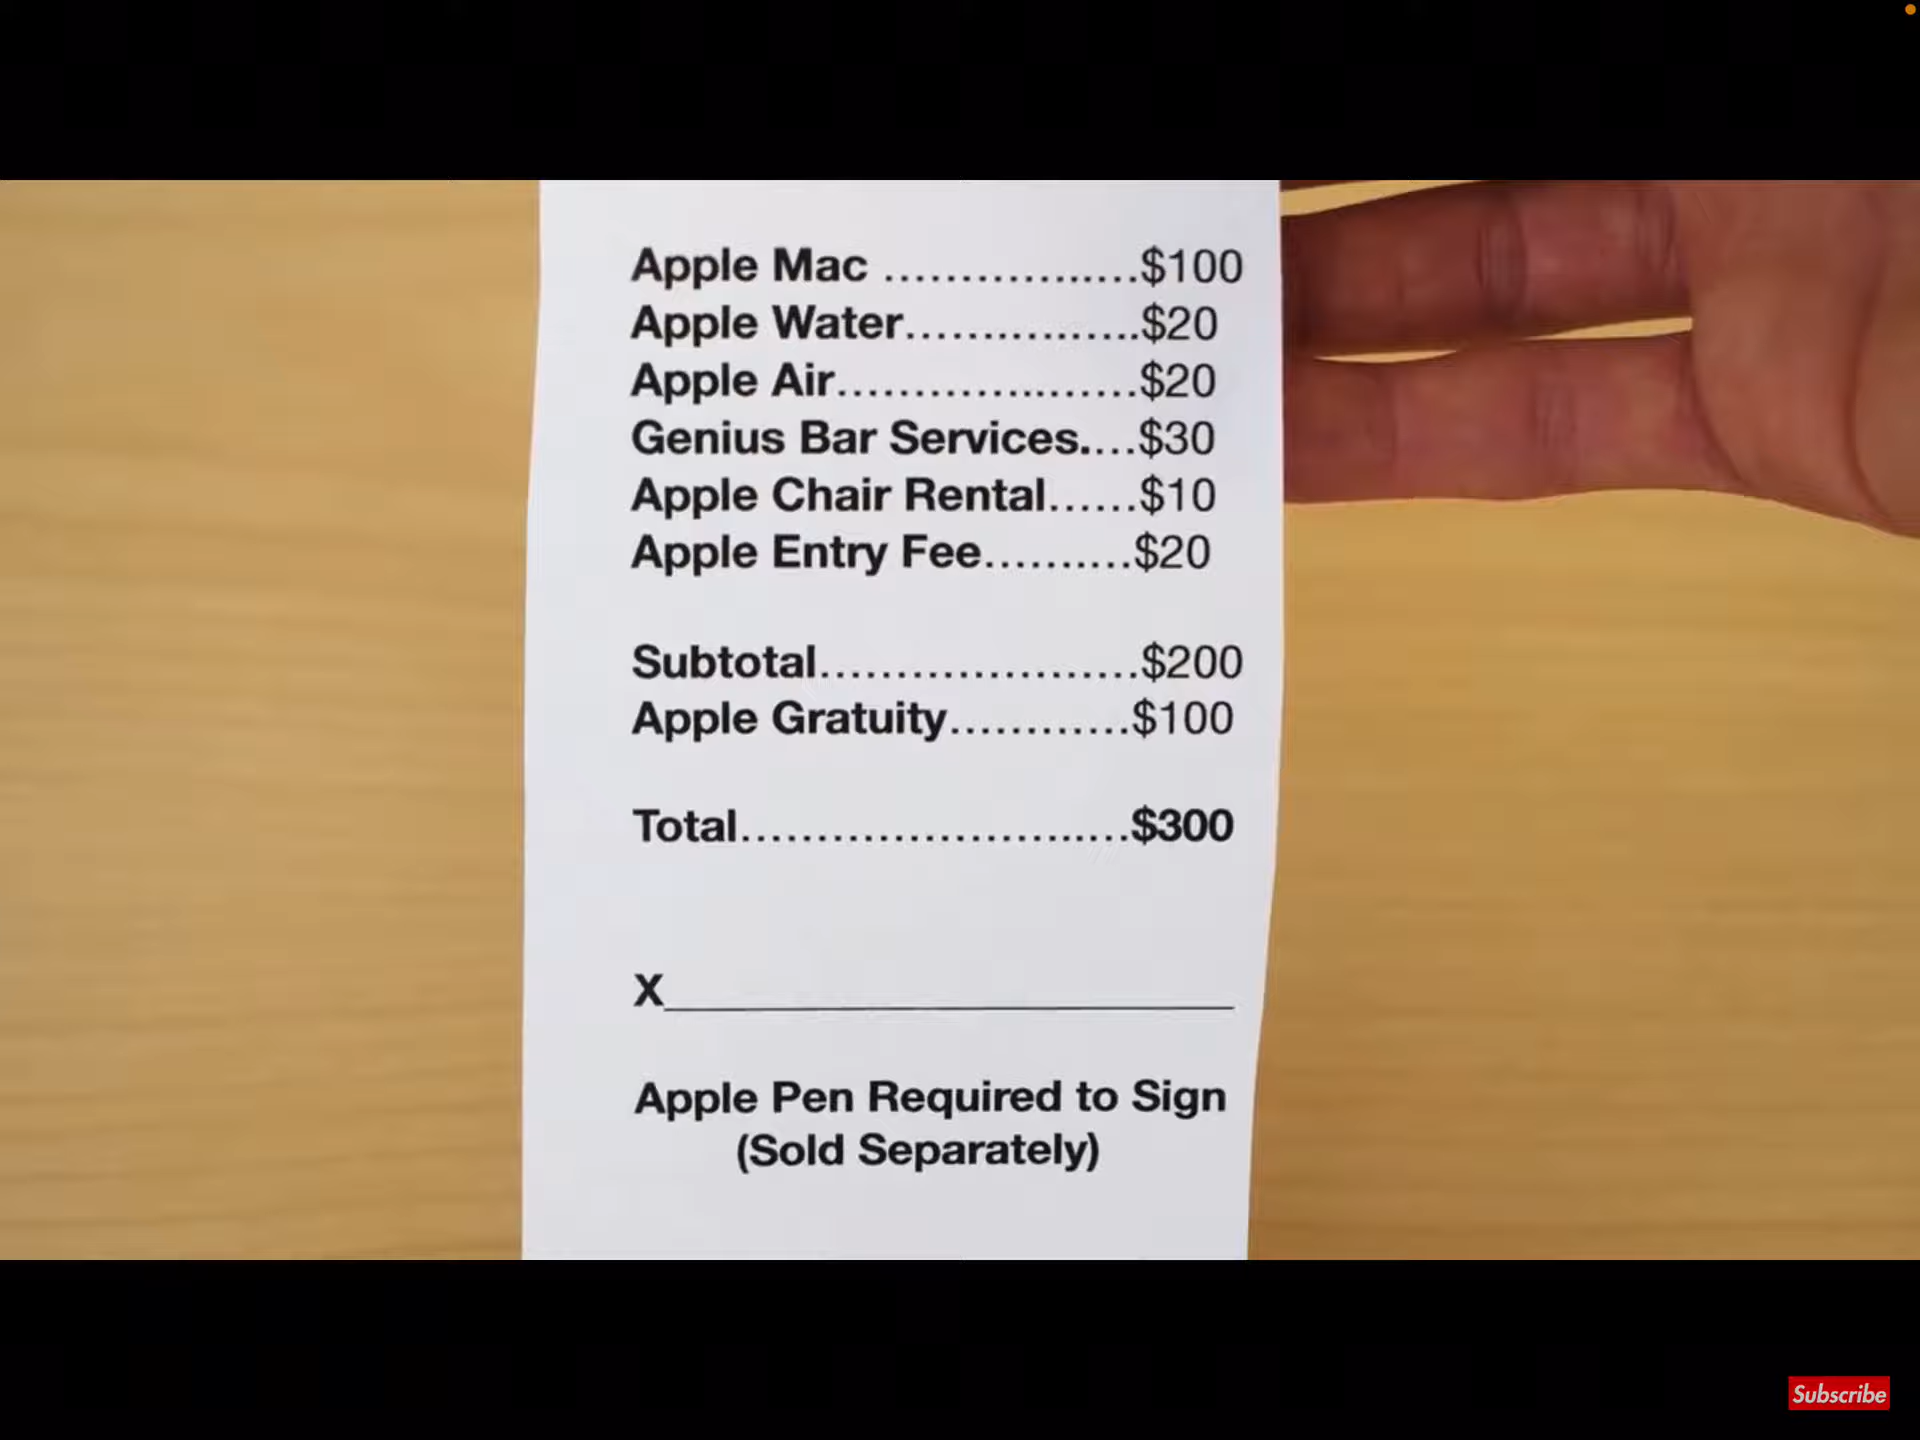 Apple Mac ....................$100
Apple Water...................$20
Apple Air........................$20
Genius Bar Services....$30
Apple Chair Rental.......$10
Apple Entry Fee..........$20
Subtotal.........................$200
Apple Gratuity..............$100
Total...............................$300
X______________________
Apple Pen Required to Sign
(Sold Separately)
Subscribe